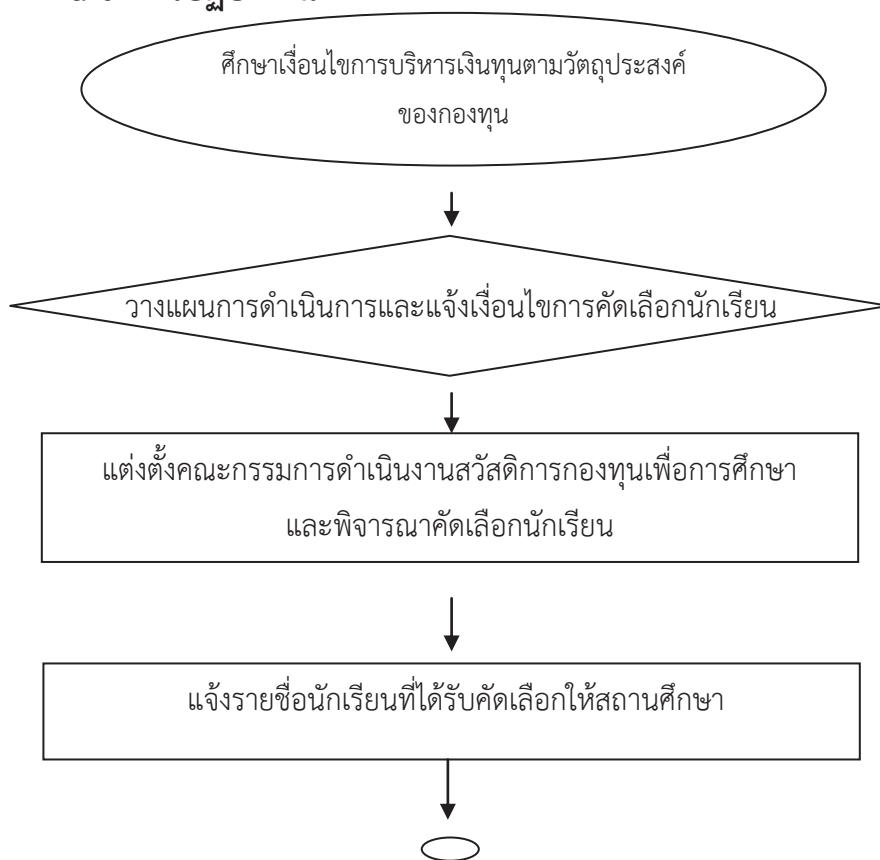 ศึกษาเงื่อนไขการบริหารเงินทุนตามวัตถุประสงค์
ของกองทุน
วางแผนการดำเนินการและแจ้งเงื่อนไขการคัดเลือกนักเรียน
แต่งตั้งคณะกรรมการดำเนินงานสวัสดิการกองทุนเพื่อการศึกษา
และพิจารณาคัดเลือกนักเรียน
แจ้งรายชื่อนักเรียนที่ได้รับคัดเลือกให้สถานศึกษา